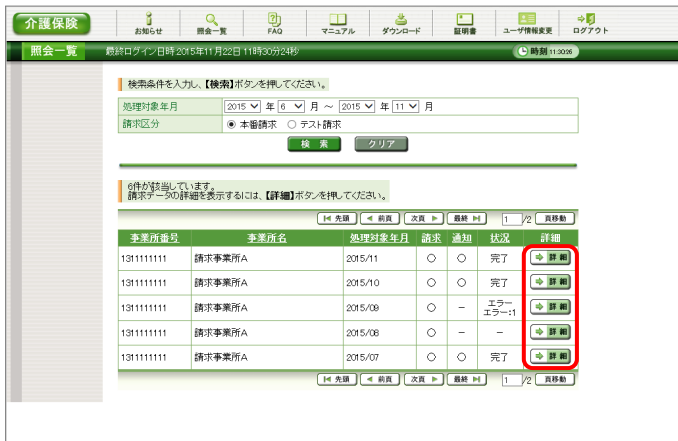 介護保険
お知らせ 照会一覧 FAQ マニュアル ダウンロード 証明書 ユーザ情報変更 ログアウト
照会一覧 最終ログイン日時:2015年11月22日 11時30分24秒 時刻 11:30:26
検索条件を入力し、【検索】ボタンを押してください。
処理対象年月 2015 年 6 月 ～ 2015 年 11 月
請求区分 本番請求 テスト請求
検索 クリア
6件が該当しています。
請求データの詳細を表示するには、【詳細】ボタンを押してください。
先頭 前頁 次頁 最終 1 /2 頁移動
事業所番号 事業所名 処理対象年月 請求 通知 状況 詳細
1311111111 請求事業所A 2015/11 ○ ○ 完了 詳細
1311111111 請求事業所A 2015/10 ○ ○ 完了 詳細
1311111111 請求事業所A 2015/09 ○ － エラー 詳細
エラー:1
1311111111 請求事業所A 2015/08 ○ － － 詳細
1311111111 請求事業所A 2015/07 ○ ○ 完了 詳細
先頭 前頁 次頁 最終 1 /2 頁移動